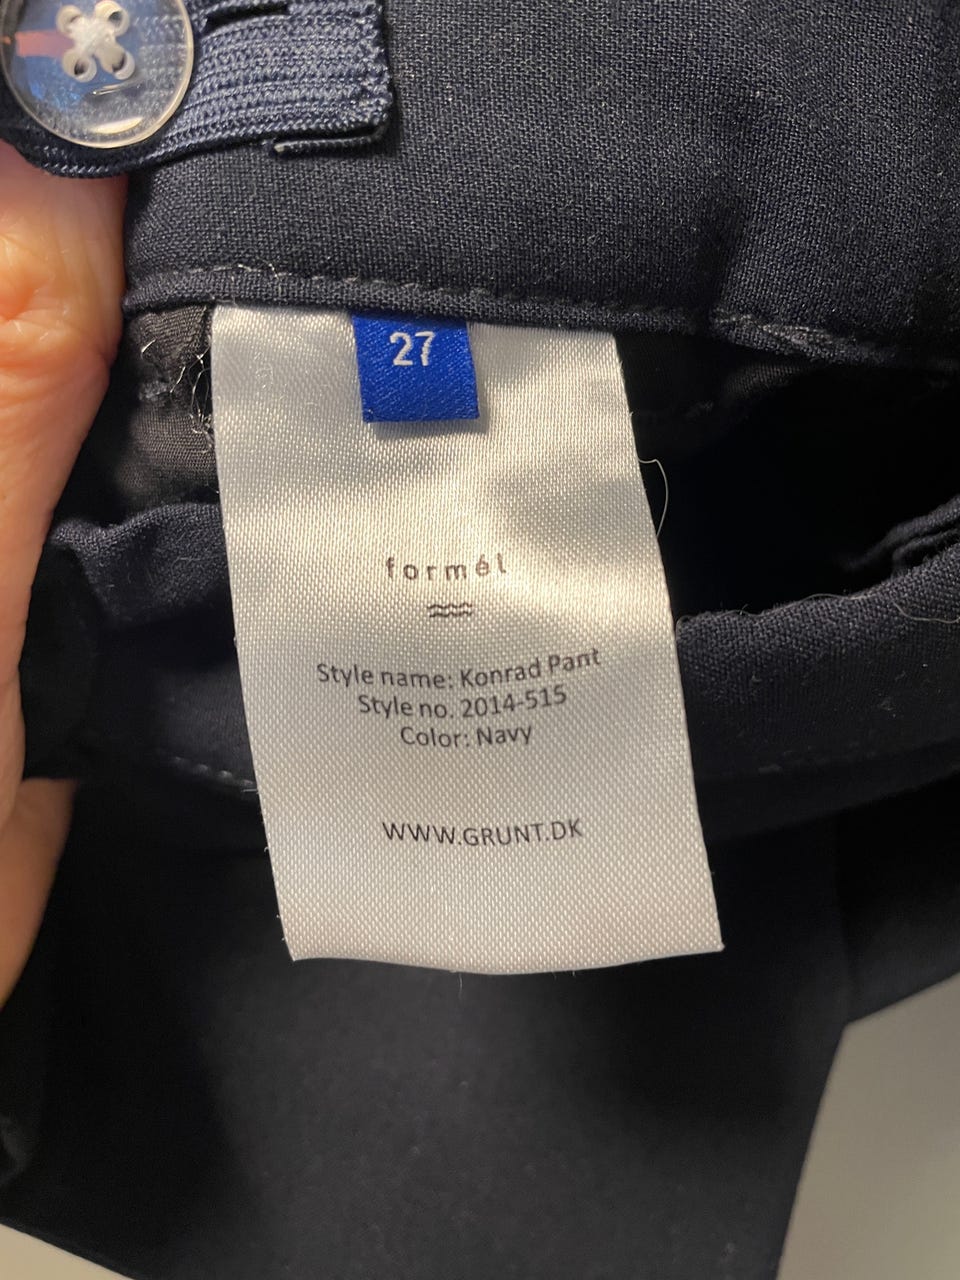 27
formél
Style name: Konrad Pant
Style no. 2014-515
Color: Navy
WWW.GRUNT.DK